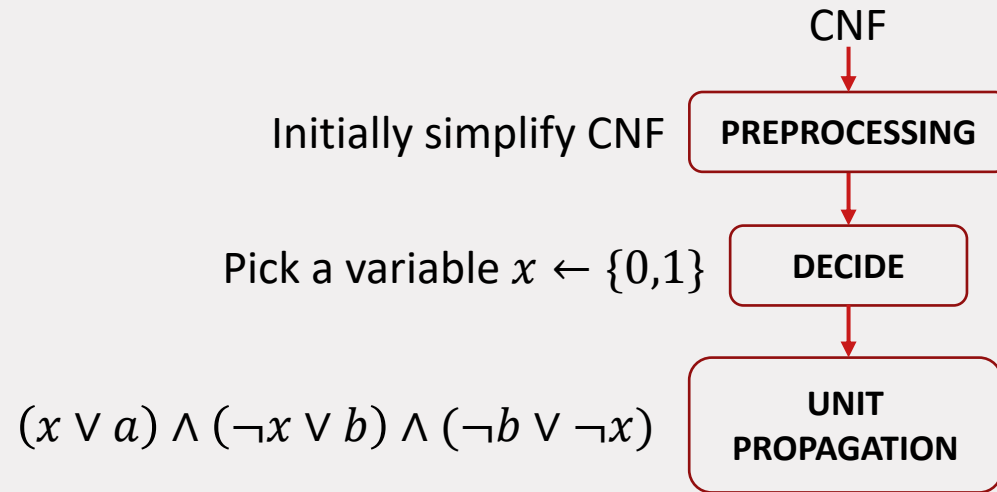 CNF
Initially simplify CNF PREPROCESSING
Pick a variable 𝑥 ← {0,1} DECIDE
(𝑥 ∨ 𝑎) ∧ (¬𝑥 ∨ 𝑏) ∧ (¬𝑏 ∨ ¬𝑥)
UNIT
PROPAGATION